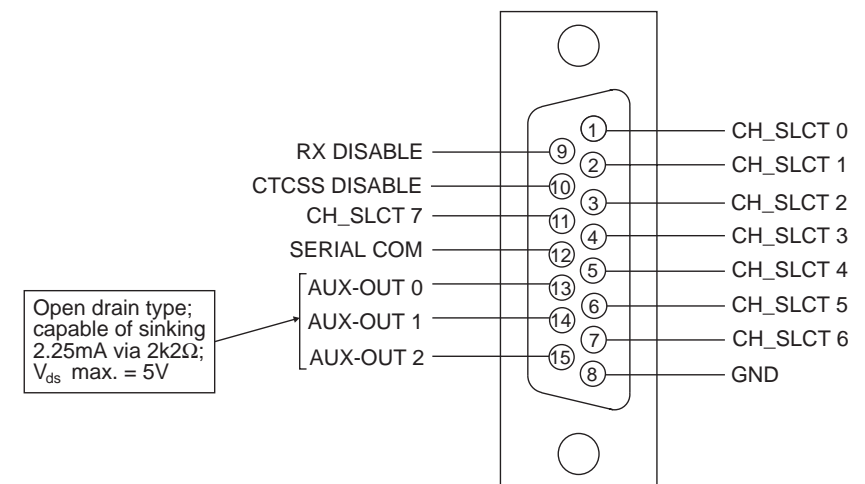 RX DISABLE
CTCSS DISABLE
CH_SLCT 7
SERIAL COM
AUX-OUT 0
AUX-OUT 1
AUX-OUT 2
Open drain type;
capable of sinking
2.25mA via 2k2Ω;
Vds max. = 5V
9
10
11
12
13
14
15
1
2
3
4
5
6
7
8
CH_SLCT 0
CH_SLCT 1
CH_SLCT 2
CH_SLCT 3
CH_SLCT 4
CH_SLCT 5
CH_SLCT 6
GND